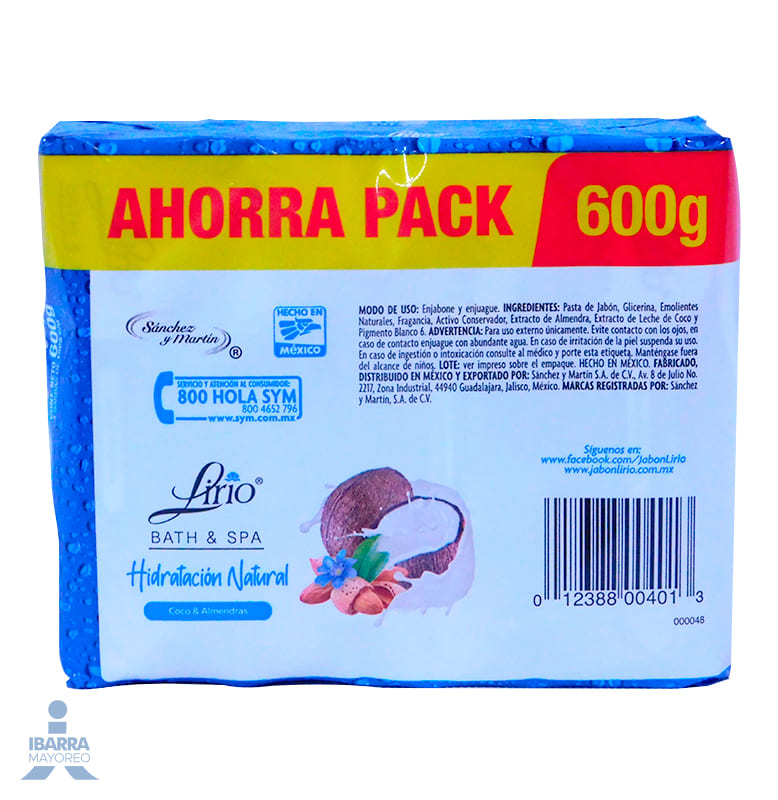 AHORRA PACK 600g
600g
Sánchez
y Martín®
HECHO EN
MÉXICO
SERVICIO Y ATENCIÓN AL CONSUMIDOR:
800 HOLA SYM
800 4652 796
www.sym.com.mx
MODO DE USO: Enjabone y enjuague. INGREDIENTES: Pasta de Jabón, Glicerina, Emolientes
Naturales, Fragancia, Activo Conservador, Extracto de Almendra, Extracto de Leche de Coco y
Pigmento Blanco 6. ADVERTENCIA: Para uso externo únicamente. Evite contacto con los ojos, en
caso de contacto enjuague con abundante agua. En caso de irritación de la piel suspenda su uso.
En caso de ingestión o intoxicación consulte al médico y porte esta etiqueta. Manténgase fuera
del alcance de niños. LOTE: ver impreso sobre el empaque. HECHO EN MÉXICO. FABRICADO,
DISTRIBUIDO EN MÉXICO Y EXPORTADO POR: Sánchez y Martín S.A. de C.V., Av. 8 de Julio No.
2217, Zona Industrial, 44940 Guadalajara, Jalisco, México. MARCAS REGISTRADAS POR: Sánchez
y Martín, S.A. de C.V.
Síguenos en:
www.facebook.com/JabonLirio
www.jabonlirio.com.mx
Lirio®
BATH & SPA
Hidratación Natural
Coco & Almendras
0 12388 00401 3
000048
IBARRA
MAYOREO